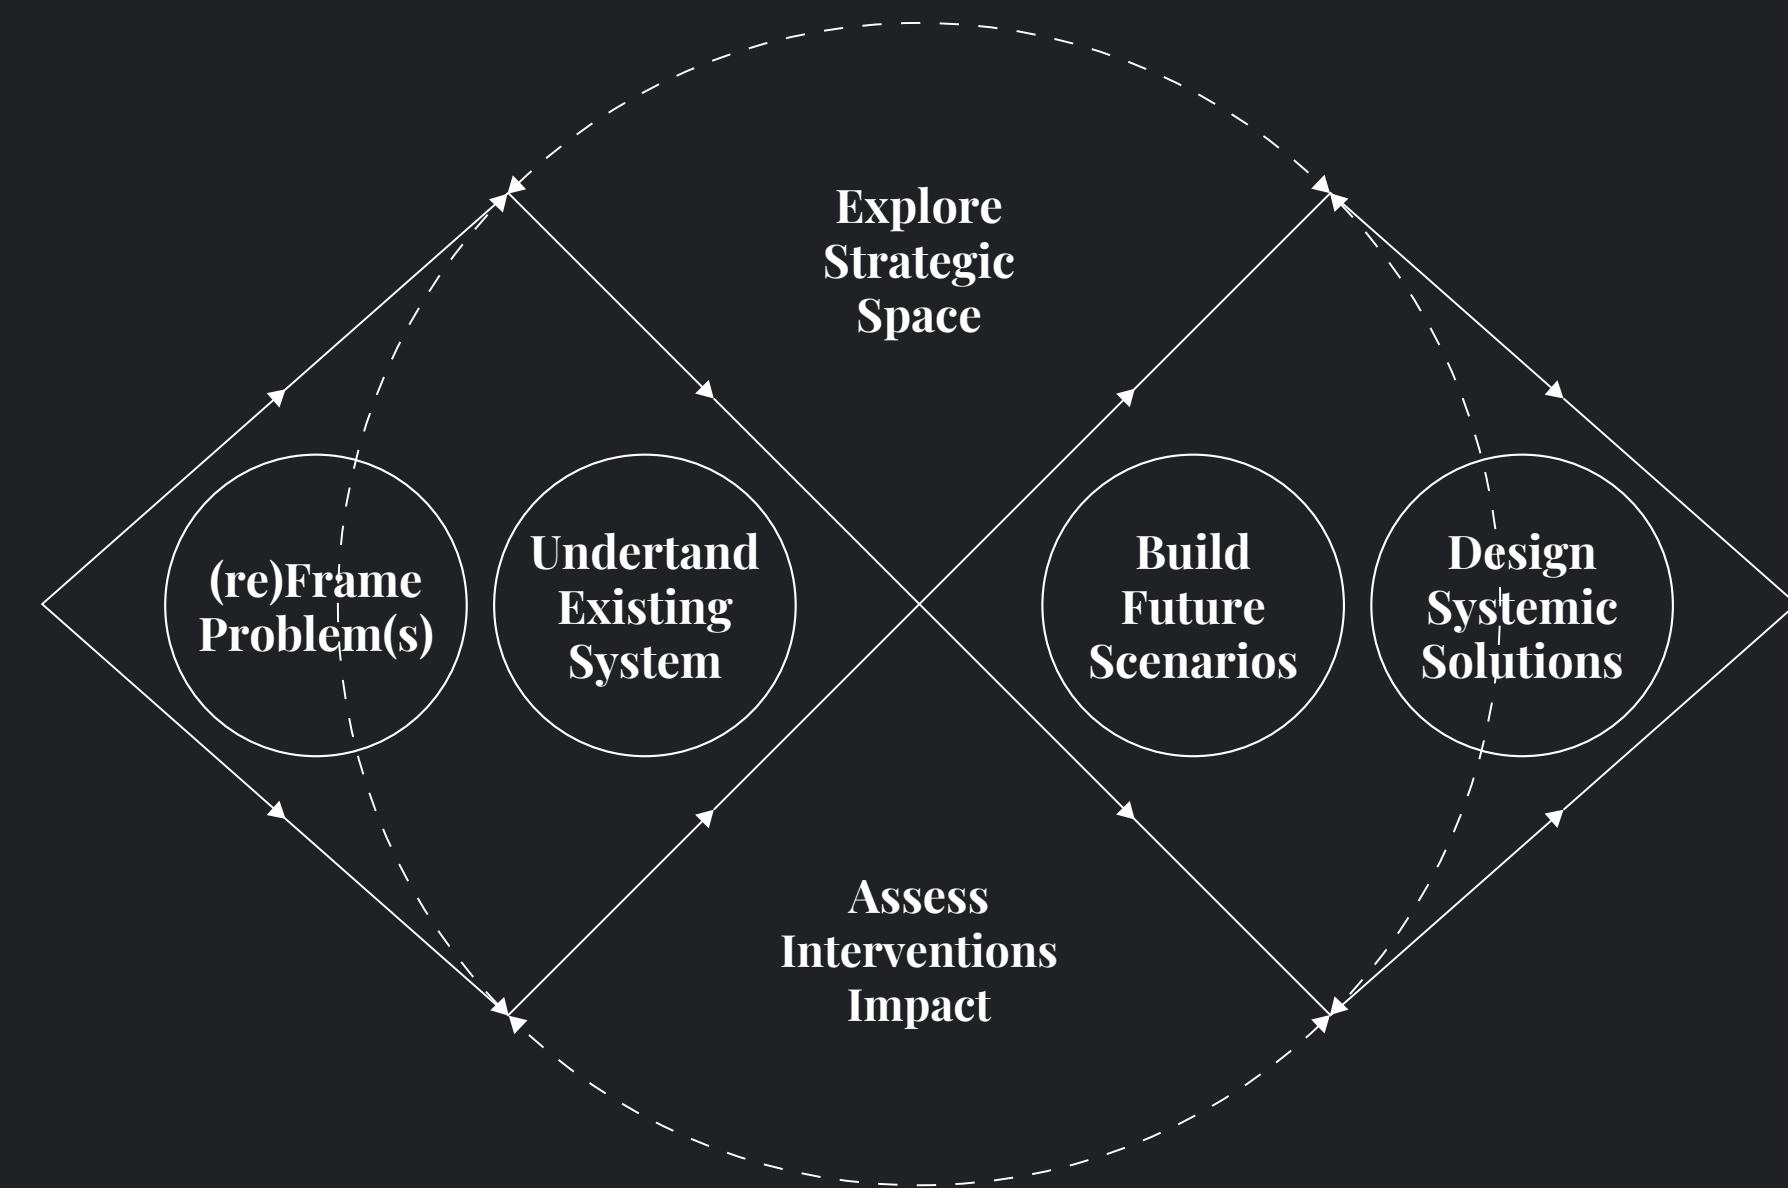 Explore
Strategic
Space
(re)Frame
Problem(s)
Undertand
Existing
System
Build
Future
Scenarios
Design
Systemic
Solutions
Assess
Interventions
Impact